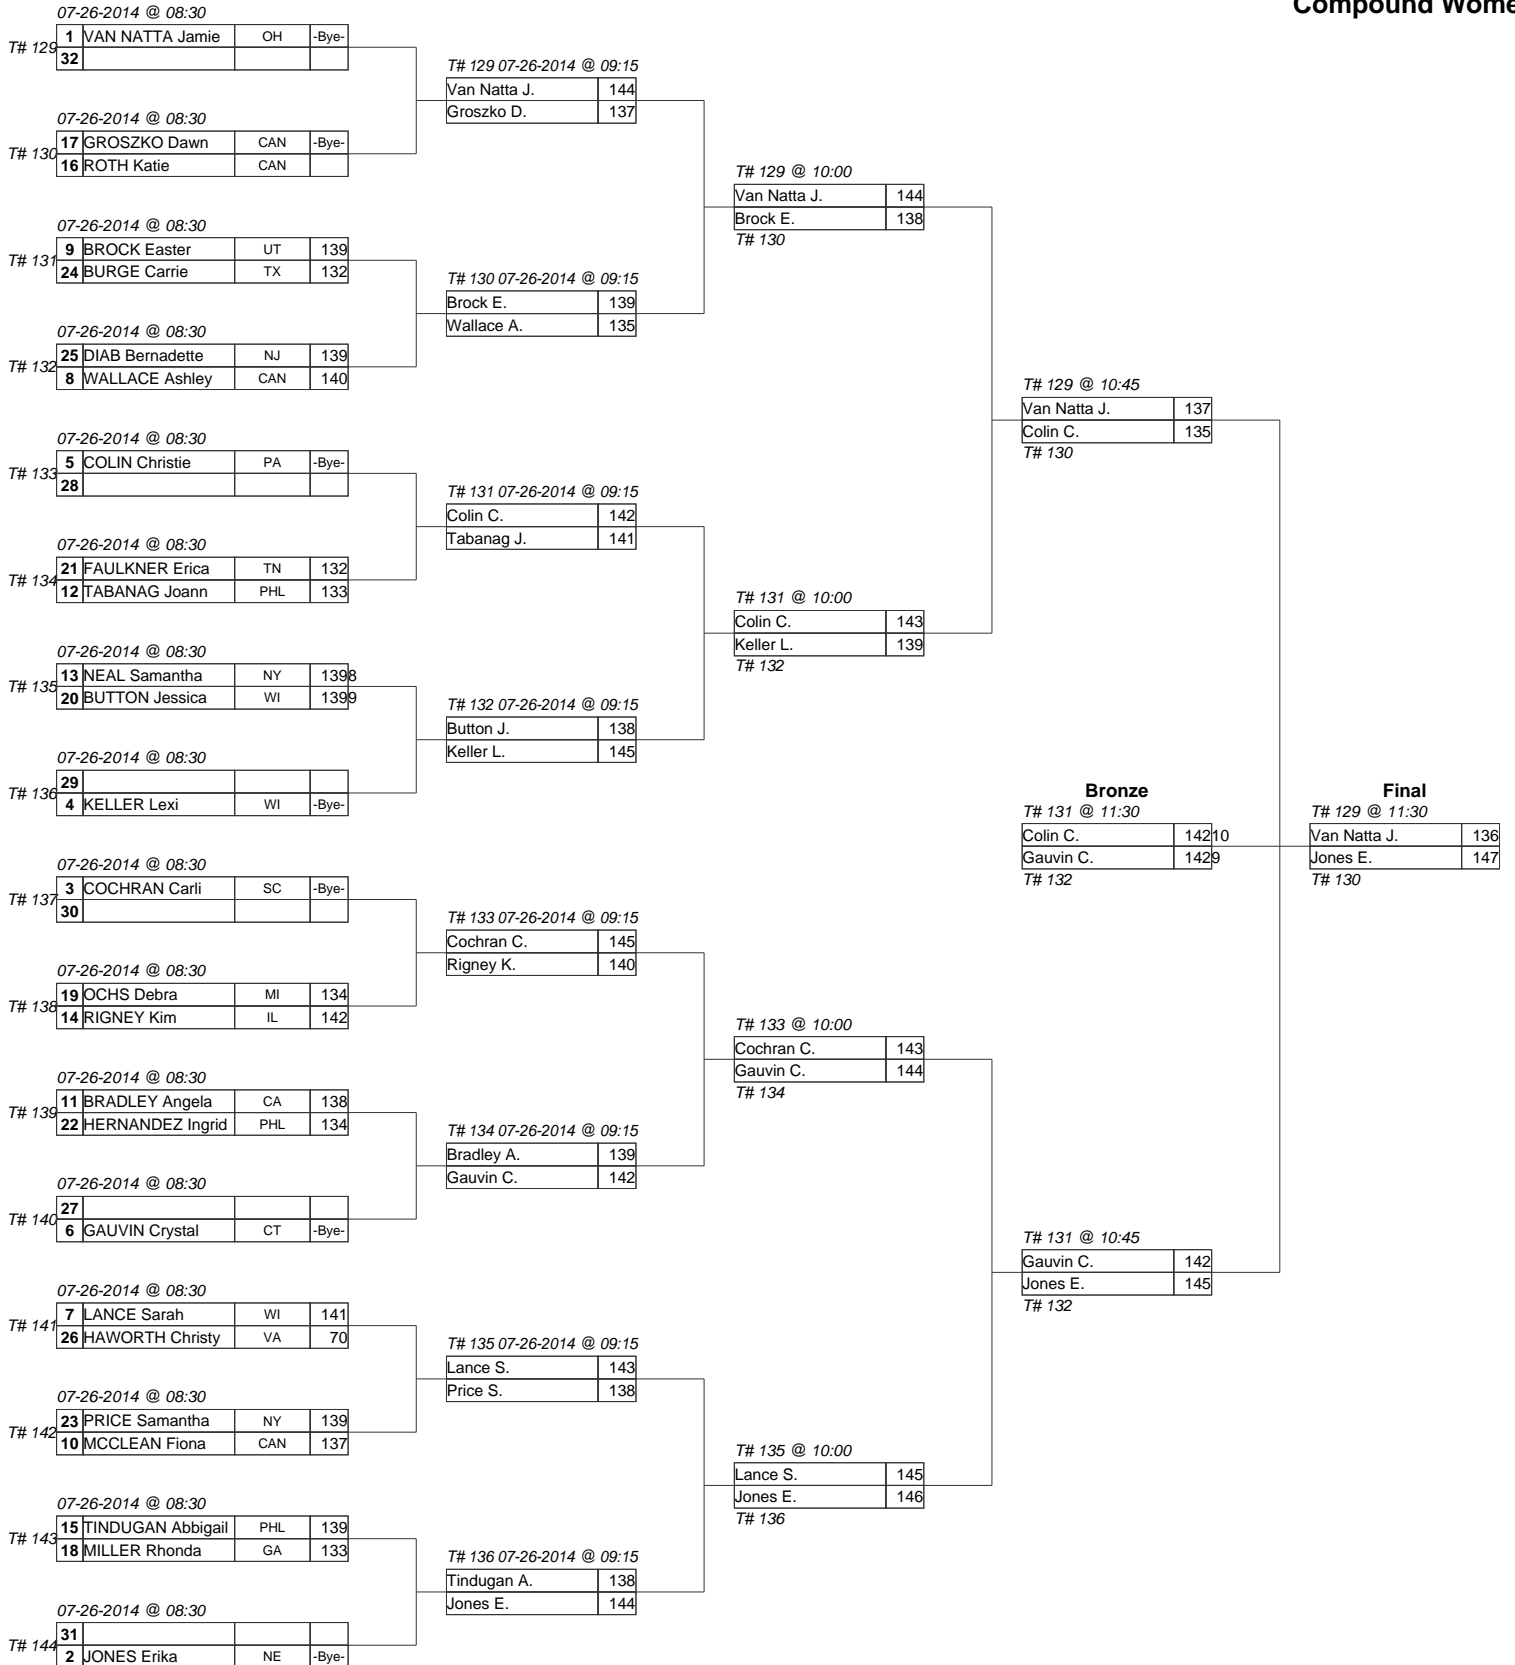 Compound Wome
07-26-2014 @ 08:30
T# 129 1 VAN NATTA Jamie OH -Bye-
32
07-26-2014 @ 08:30
T# 130 17 GROSZKO Dawn CAN -Bye-
16 ROTH Katie CAN
07-26-2014 @ 08:30
T# 131 9 BROCK Easter UT 139
24 BURGE Carrie TX 132
07-26-2014 @ 08:30
T# 132 25 DIAB Bernadette NJ 139
8 WALLACE Ashley CAN 140
07-26-2014 @ 08:30
T# 133 5 COLIN Christie PA -Bye-
28
07-26-2014 @ 08:30
T# 134 21 FAULKNER Erica TN 132
12 TABANAG Joann PHL 133
07-26-2014 @ 08:30
T# 135 13 NEAL Samantha NY 1398
20 BUTTON Jessica WI 1399
07-26-2014 @ 08:30
T# 136 29
4 KELLER Lexi WI -Bye-
07-26-2014 @ 08:30
T# 137 3 COCHRAN Carli SC -Bye-
30
07-26-2014 @ 08:30
T# 138 19 OCHS Debra MI 134
14 RIGNEY Kim IL 142
07-26-2014 @ 08:30
T# 139 11 BRADLEY Angela CA 138
22 HERNANDEZ Ingrid PHL 134
07-26-2014 @ 08:30
T# 140 27
6 GAUVIN Crystal CT -Bye-
07-26-2014 @ 08:30
T# 141 7 LANCE Sarah WI 141
26 HAWORTH Christy VA 70
07-26-2014 @ 08:30
T# 142 23 PRICE Samantha NY 139
10 MCCLEAN Fiona CAN 137
07-26-2014 @ 08:30
T# 143 15 TINDUGAN Abbigail PHL 139
18 MILLER Rhonda GA 133
07-26-2014 @ 08:30
T# 144 31
2 JONES Erika NE -Bye-
T# 129 07-26-2014 @ 09:15
Van Natta J. 144
Groszko D. 137
T# 130 07-26-2014 @ 09:15
Brock E. 139
Wallace A. 135
T# 131 07-26-2014 @ 09:15
Colin C. 142
Tabanag J. 141
T# 132 07-26-2014 @ 09:15
Button J. 138
Keller L. 145
T# 133 07-26-2014 @ 09:15
Cochran C. 145
Rigney K. 140
T# 134 07-26-2014 @ 09:15
Bradley A. 139
Gauvin C. 142
T# 135 07-26-2014 @ 09:15
Lance S. 143
Price S. 138
T# 136 07-26-2014 @ 09:15
Tindugan A. 138
Jones E. 144
T# 129 @ 10:00
Van Natta J. 144
Brock E. 138
T# 130
T# 131 @ 10:00
Colin C. 143
Keller L. 139
T# 132
T# 133 @ 10:00
Cochran C. 143
Gauvin C. 144
T# 134
T# 135 @ 10:00
Lance S. 145
Jones E. 146
T# 136
T# 129 @ 10:45
Van Natta J. 137
Colin C. 135
T# 130
Bronze
T# 131 @ 11:30
Colin C. 14210
Gauvin C. 1429
T# 132
T# 131 @ 10:45
Gauvin C. 142
Jones E. 145
T# 132
Final
T# 129 @ 11:30
Van Natta J. 136
Jones E. 147
T# 130